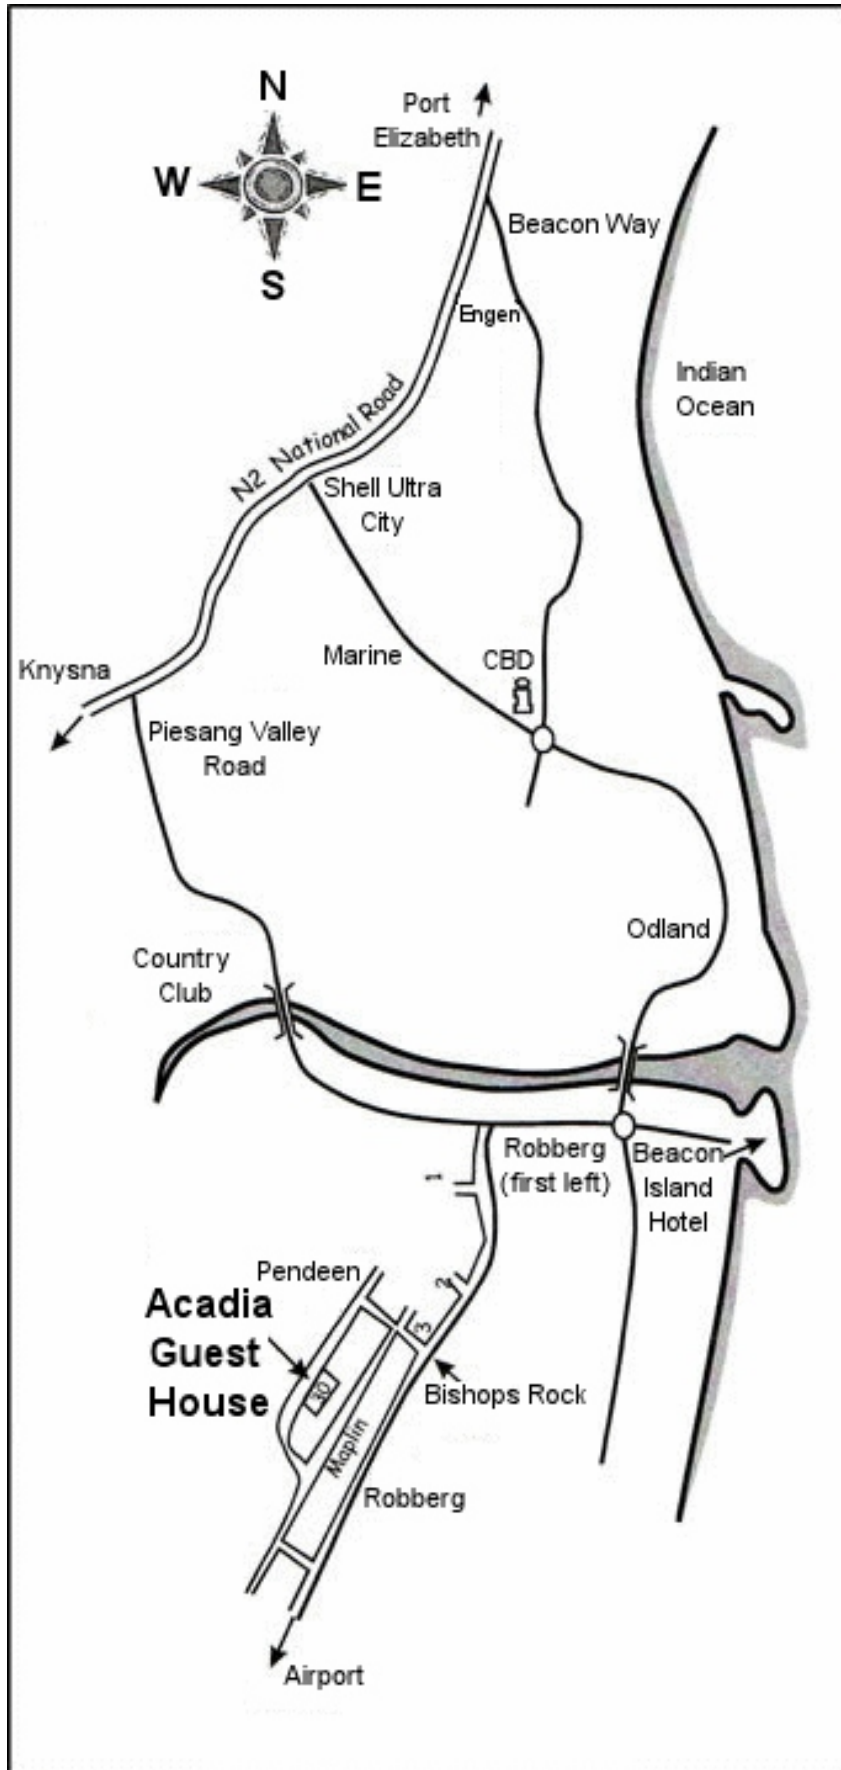 N
W
E
S
Port
Elizabeth
Beacon Way
Engen
Indian
Ocean
N2 National Road
Shell Ultra
City
Marine
CBD
Knysna
Piesang Valley
Road
Odland
Country
Club
Robberg
(first left)
Beacon
Island
Hotel
1
Pendeen
2
Acadia
Guest
House
3
30
Bishops Rock
Maplin
Robberg
Airport